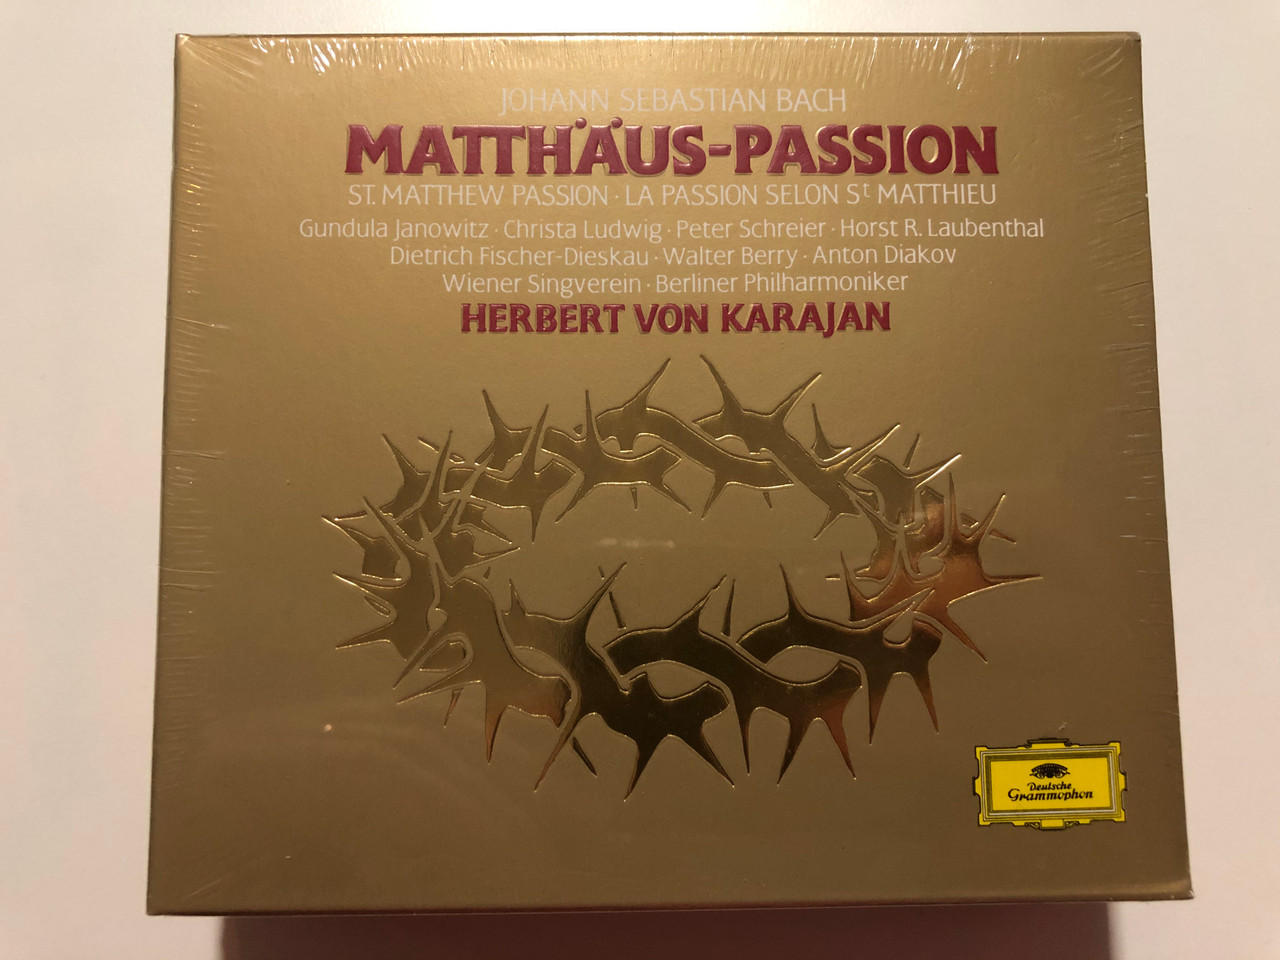 JOHANN SEBASTIAN BACH
MATTHÄUS-PASSION
ST. MATTHEW PASSION · LA PASSION SELON St MATTHIEU
Gundula Janowitz · Christa Ludwig · Peter Schreier · Horst R. Laubenthal
Dietrich Fischer-Dieskau · Walter Berry · Anton Diakov
Wiener Singverein · Berliner Philharmoniker
HERBERT VON KARAJAN
Deutsche
Grammophon